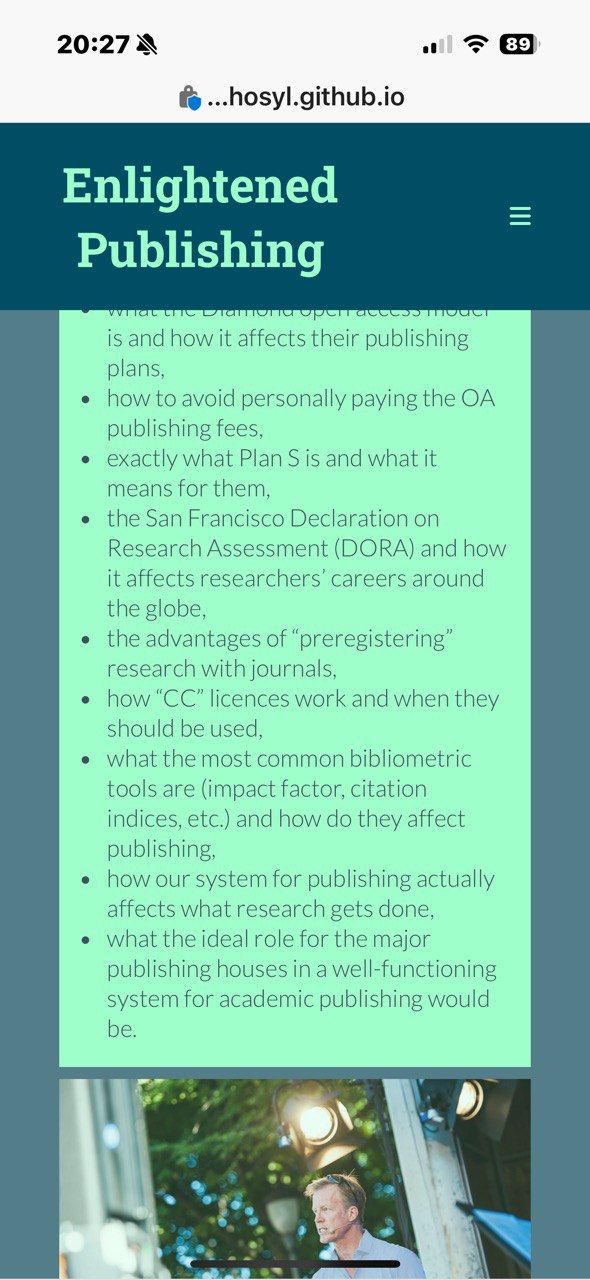 20:27
89
...hosyl.github.io
Enlightened
Publishing
• what the Diamond open access model
is and how it affects their publishing
plans,
• how to avoid personally paying the OA
publishing fees,
• exactly what Plan S is and what it
means for them,
• the San Francisco Declaration on
Research Assessment (DORA) and how
it affects researchers’ careers around
the globe,
• the advantages of “preregistering”
research with journals,
• how “CC” licences work and when they
should be used,
• what the most common bibliometric
tools are (impact factor, citation
indices, etc.) and how do they affect
publishing,
• how our system for publishing actually
affects what research gets done,
• what the ideal role for the major
publishing houses in a well-functioning
system for academic publishing would
be.